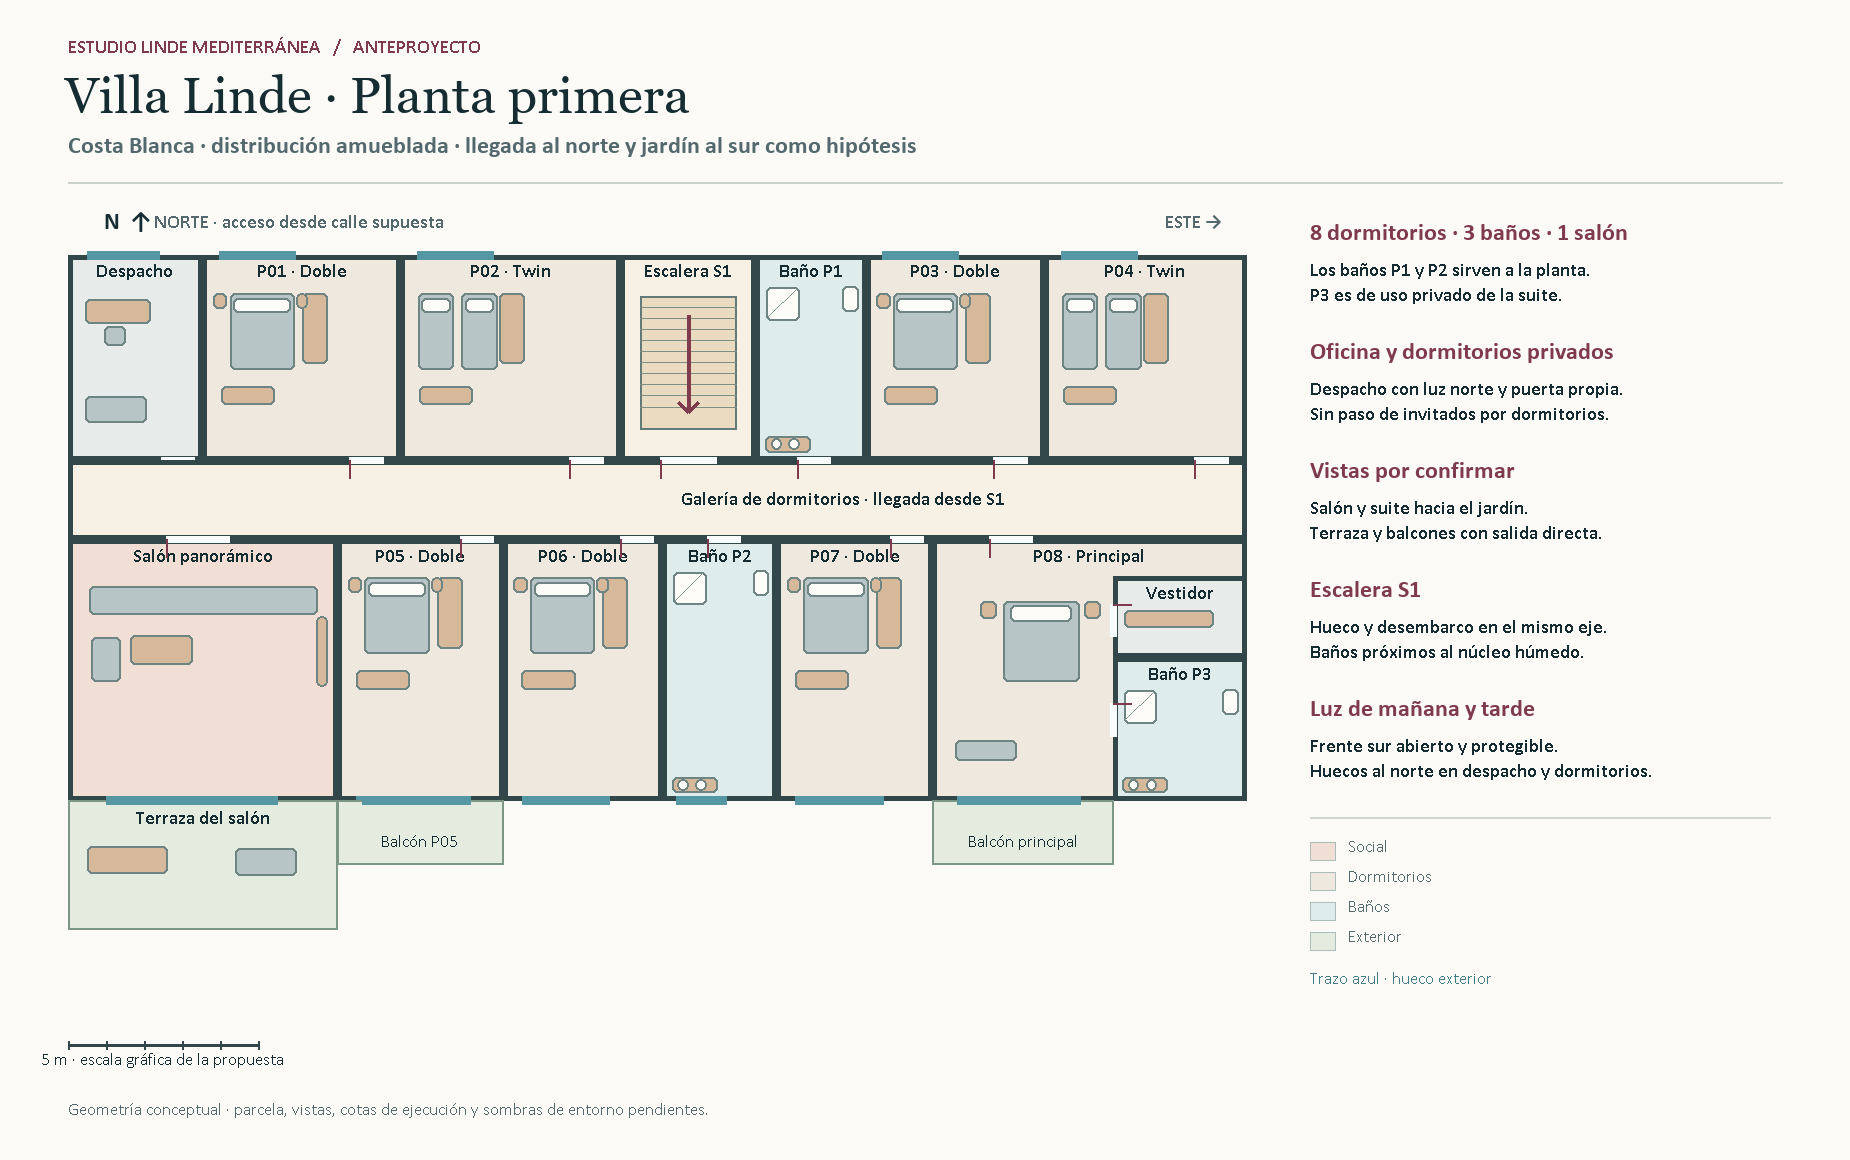 ESTUDIO LINDE MEDITERRÁNEA / ANTEPROYECTO
Villa Linde · Planta primera
Costa Blanca · distribución amueblada · llegada al norte y jardín al sur como hipótesis
N ↑ NORTE · acceso desde calle supuesta
ESTE →
Despacho
P01 · Doble
P02 · Twin
Escalera S1
Baño P1
P03 · Doble
P04 · Twin
Galería de dormitorios · llegada desde S1
Salón panorámico
P05 · Doble
P06 · Doble
Baño P2
P07 · Doble
P08 · Principal
Vestidor
Baño P3
Terraza del salón
Balcón P05
Balcón principal
8 dormitorios · 3 baños · 1 salón
Los baños P1 y P2 sirven a la planta.
P3 es de uso privado de la suite.
Oficina y dormitorios privados
Despacho con luz norte y puerta propia.
Sin paso de invitados por dormitorios.
Vistas por confirmar
Salón y suite hacia el jardín.
Terraza y balcones con salida directa.
Escalera S1
Hueco y desembarco en el mismo eje.
Baños próximos al núcleo húmedo.
Luz de mañana y tarde
Frente sur abierto y protegible.
Huecos al norte en despacho y dormitorios.
Social
Dormitorios
Baños
Exterior
Trazo azul · hueco exterior
5 m · escala gráfica de la propuesta
Geometría conceptual · parcela, vistas, cotas de ejecución y sombras de entorno pendientes.